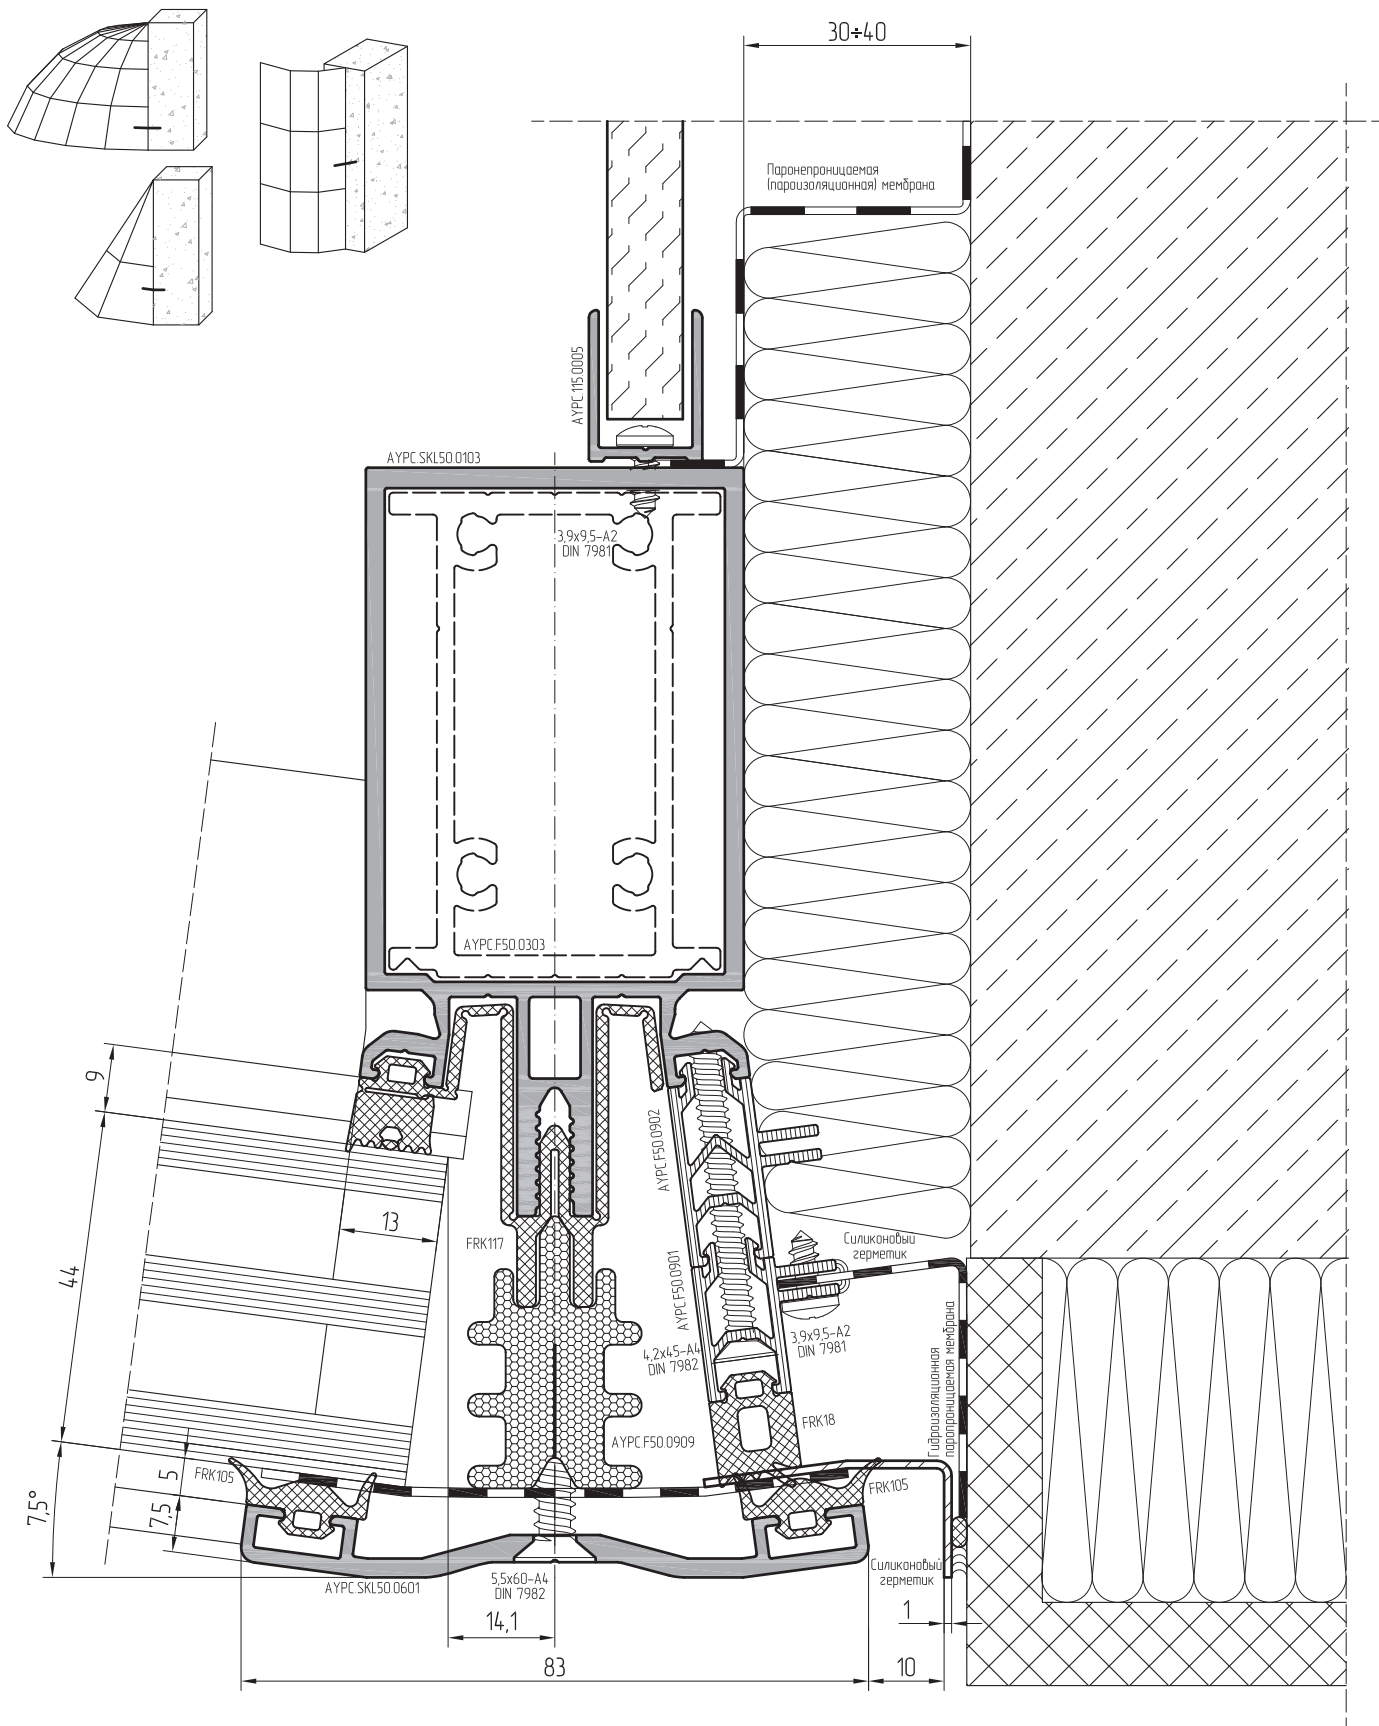 30÷40
Паронепроницаемая
(пароизоляционная) мембрана
AYPC.115.0005
AYPC.SKL50.0103
3,9x9,5-A2
DIN 7981
AYPC.F50.0303
9
44
13
FRK117
AYPC.F50.0902
AYPC.F50.0901
Силиконовый
герметик
3,9x9,5-A2
DIN 7981
4,2x45-A4
DIN 7982
Гидроизоляционная
паропроницаемая мембрана
FRK18
AYPC.F50.0909
FRK105
FRK105
5
7,5
7,5°
AYPC.SKL50.0601
5,5x60-A4
DIN 7982
Силиконовый
герметик
14,1
1
83
10